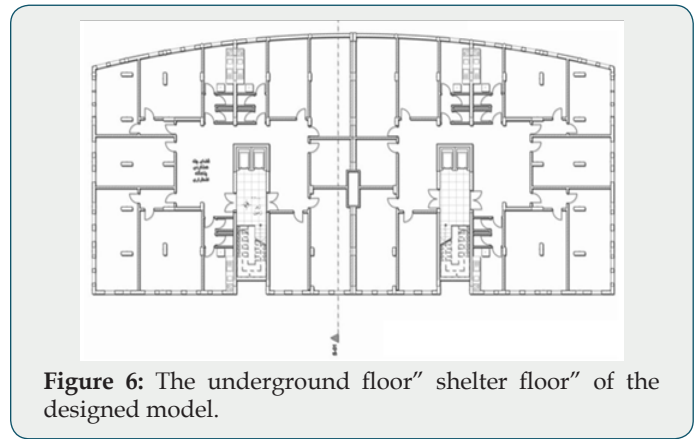 Figure 6: The underground floor” shelter floor” of the
designed model.